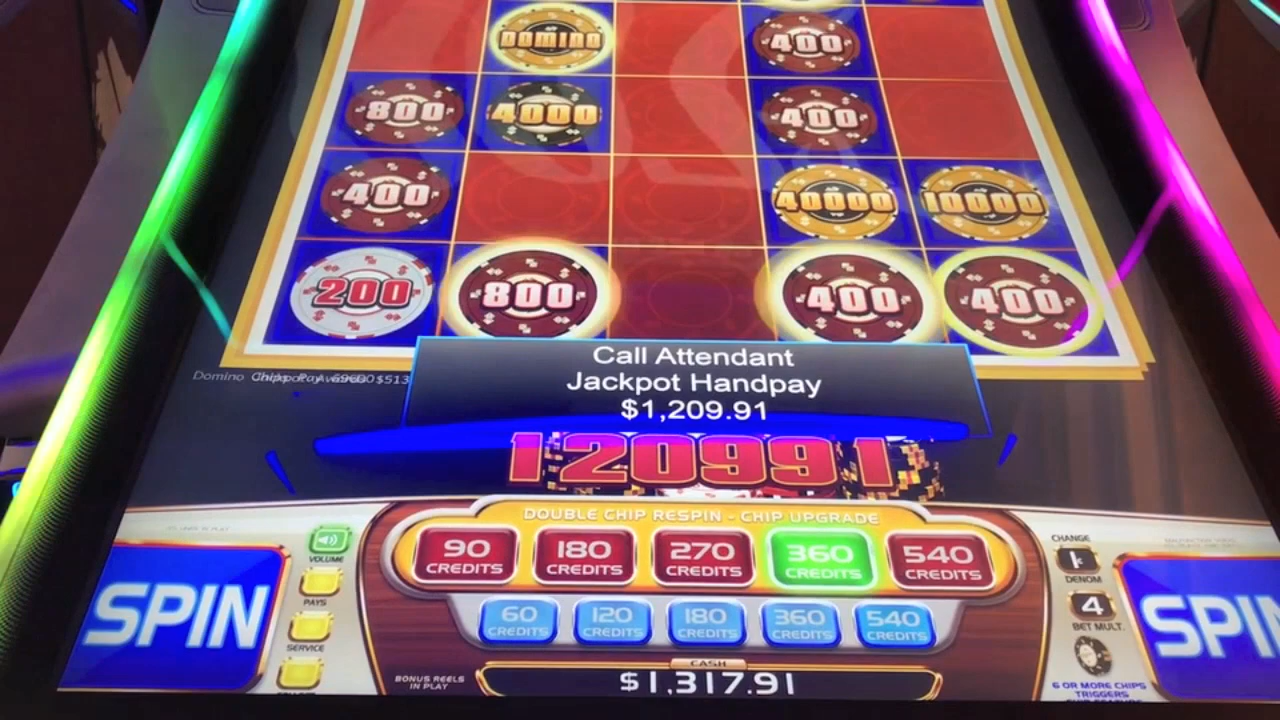 DOMINO 400
800 4000 400
400 40000 10000
200 800 400 400
Call Attendant
Jackpot Handpay
$1,209.91
120991
DOUBLE CHIP RESPIN - CHIP UPGRADE
90 CREDITS
180 CREDITS
270 CREDITS
360 CREDITS
540 CREDITS
60 CREDITS
120 CREDITS
180 CREDITS
360 CREDITS
540 CREDITS
SPIN
VOLUME
PAYS
SERVICE
CHANGE
1¢
DENOM
4
BET MULT.
6 OR MORE CHIPS
TRIGGERS
SPIN
BONUS REELS
IN PLAY
CASH
$1,317.91